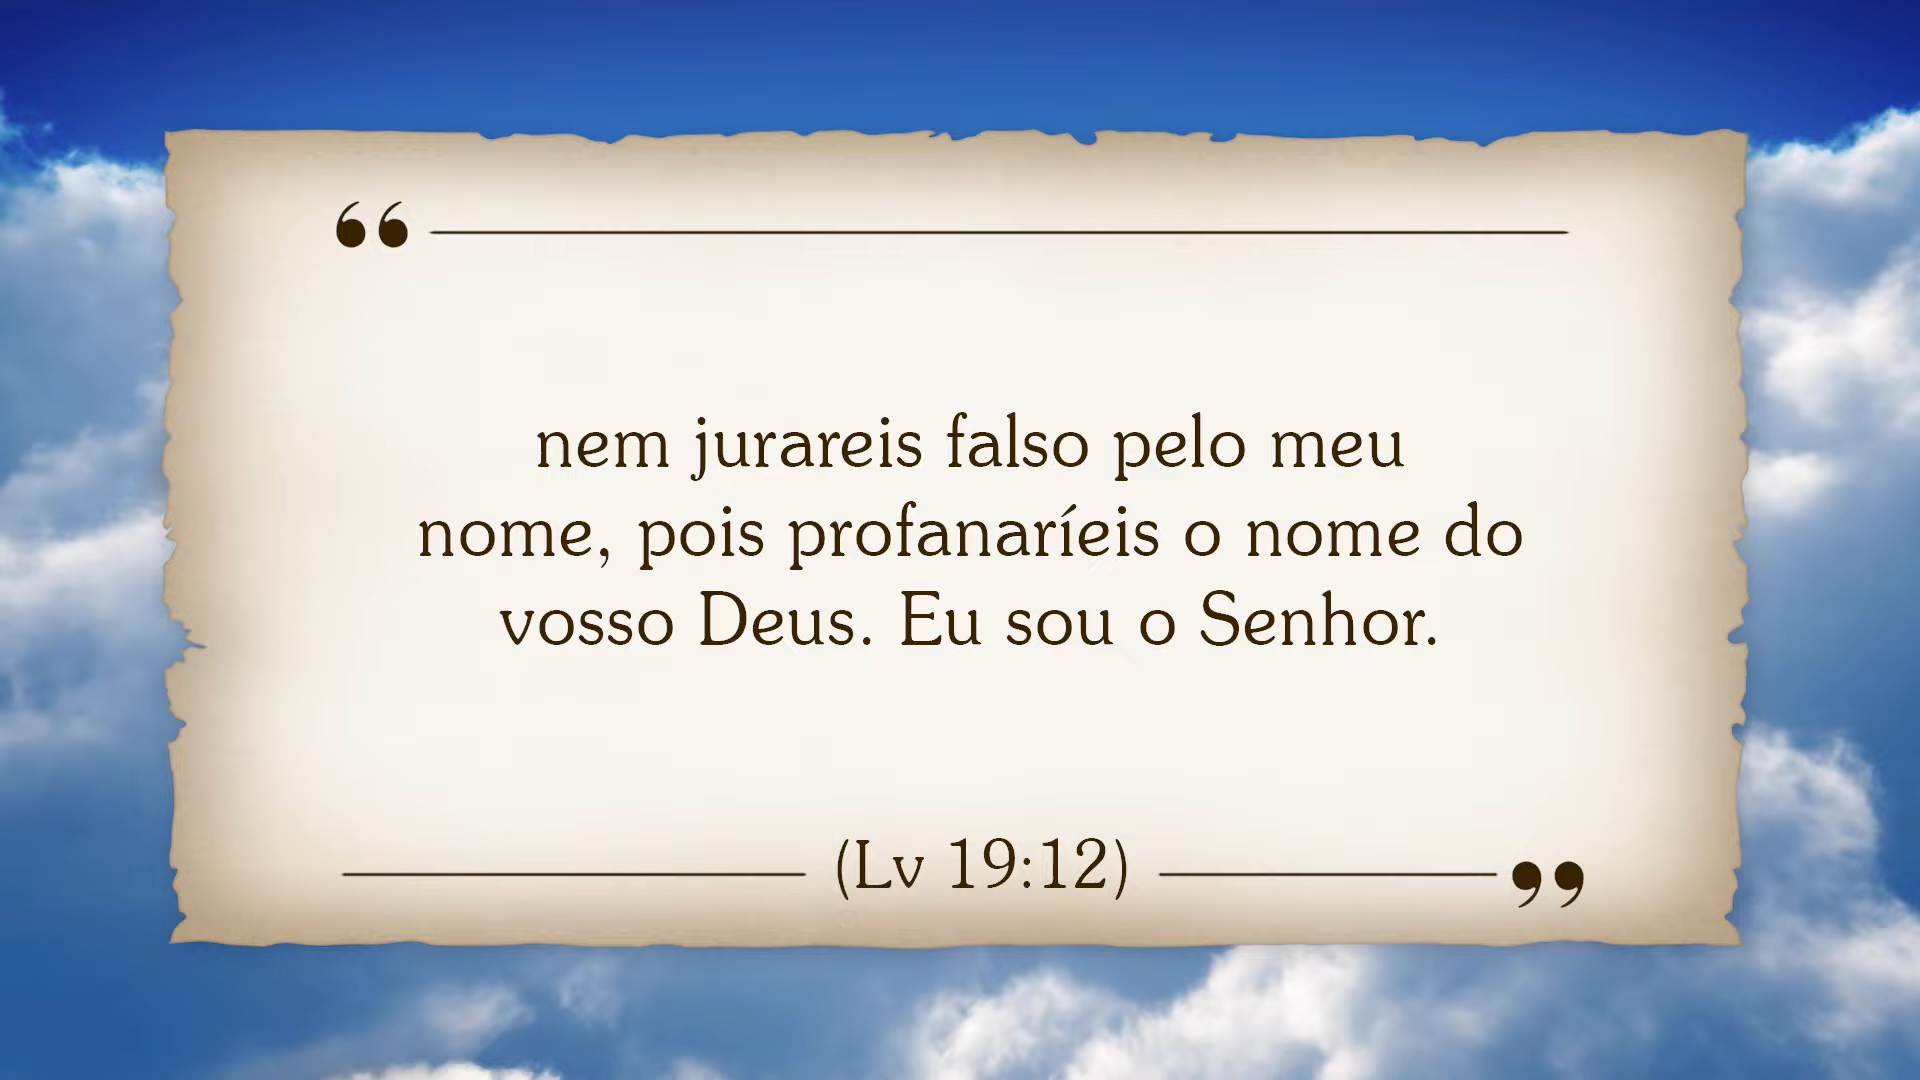 “
nem jurareis falso pelo meu
nome, pois profanaríeis o nome do
vosso Deus. Eu sou o Senhor.
(Lv 19:12)
”